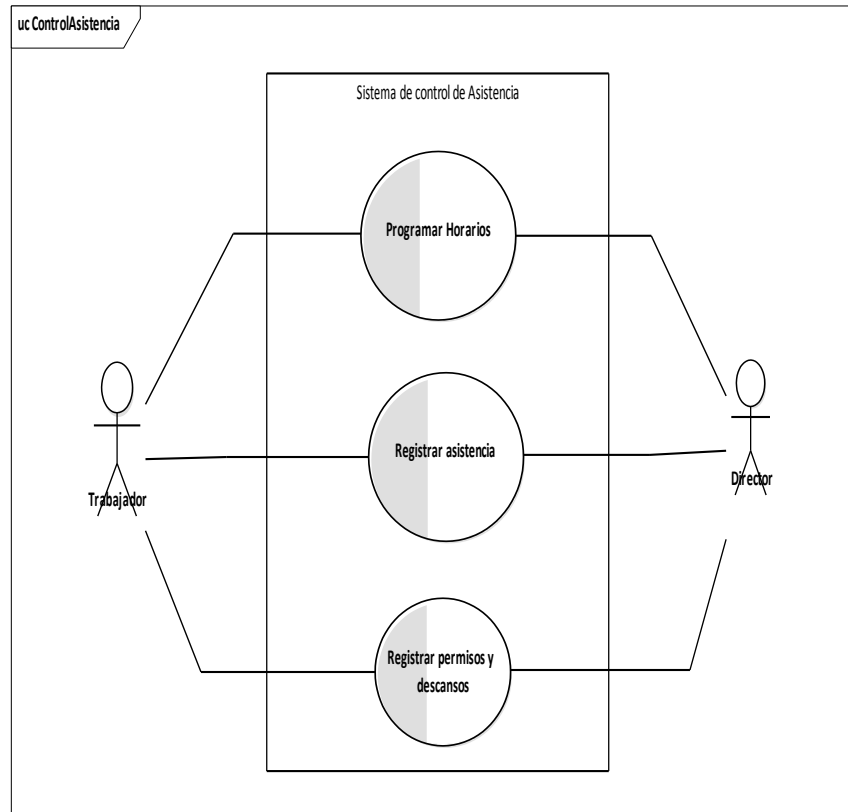 uc ControlAsistencia
Sistema de control de Asistencia
Programar Horarios
Registrar asistencia
Trabajador
Director
Registrar permisos y
descansos